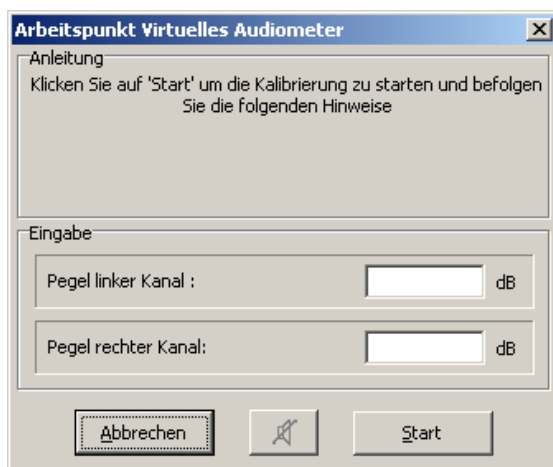 Arbeitspunkt Virtuelles Audiometer
Anleitung
Klicken Sie auf 'Start' um die Kalibrierung zu starten und befolgen
Sie die folgenden Hinweise
Eingabe
Pegel linker Kanal : dB
Pegel rechter Kanal: dB
Abbrechen Start